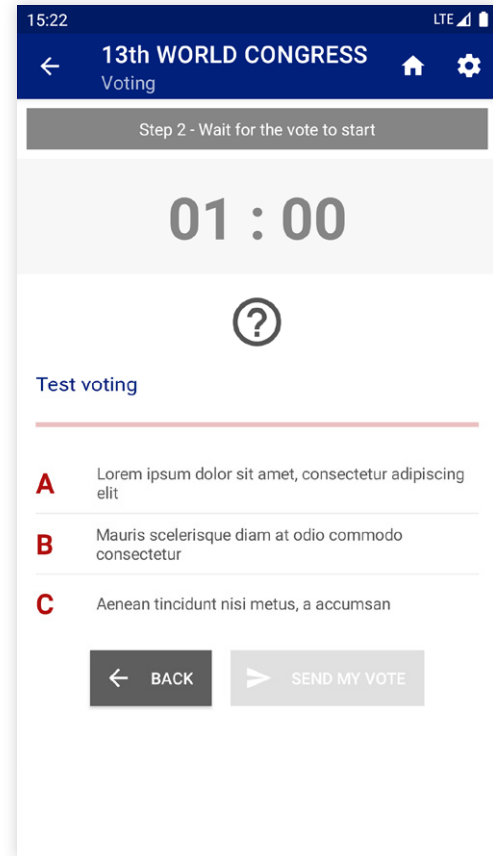 15:22 LTE
13th WORLD CONGRESS
Voting
Step 2 - Wait for the vote to start
01 : 00
?
Test voting
A Lorem ipsum dolor sit amet, consectetur adipiscing
elit
B Mauris scelerisque diam at odio commodo
consectetur
C Aenean tincidunt nisi metus, a accumsan
BACK SEND MY VOTE